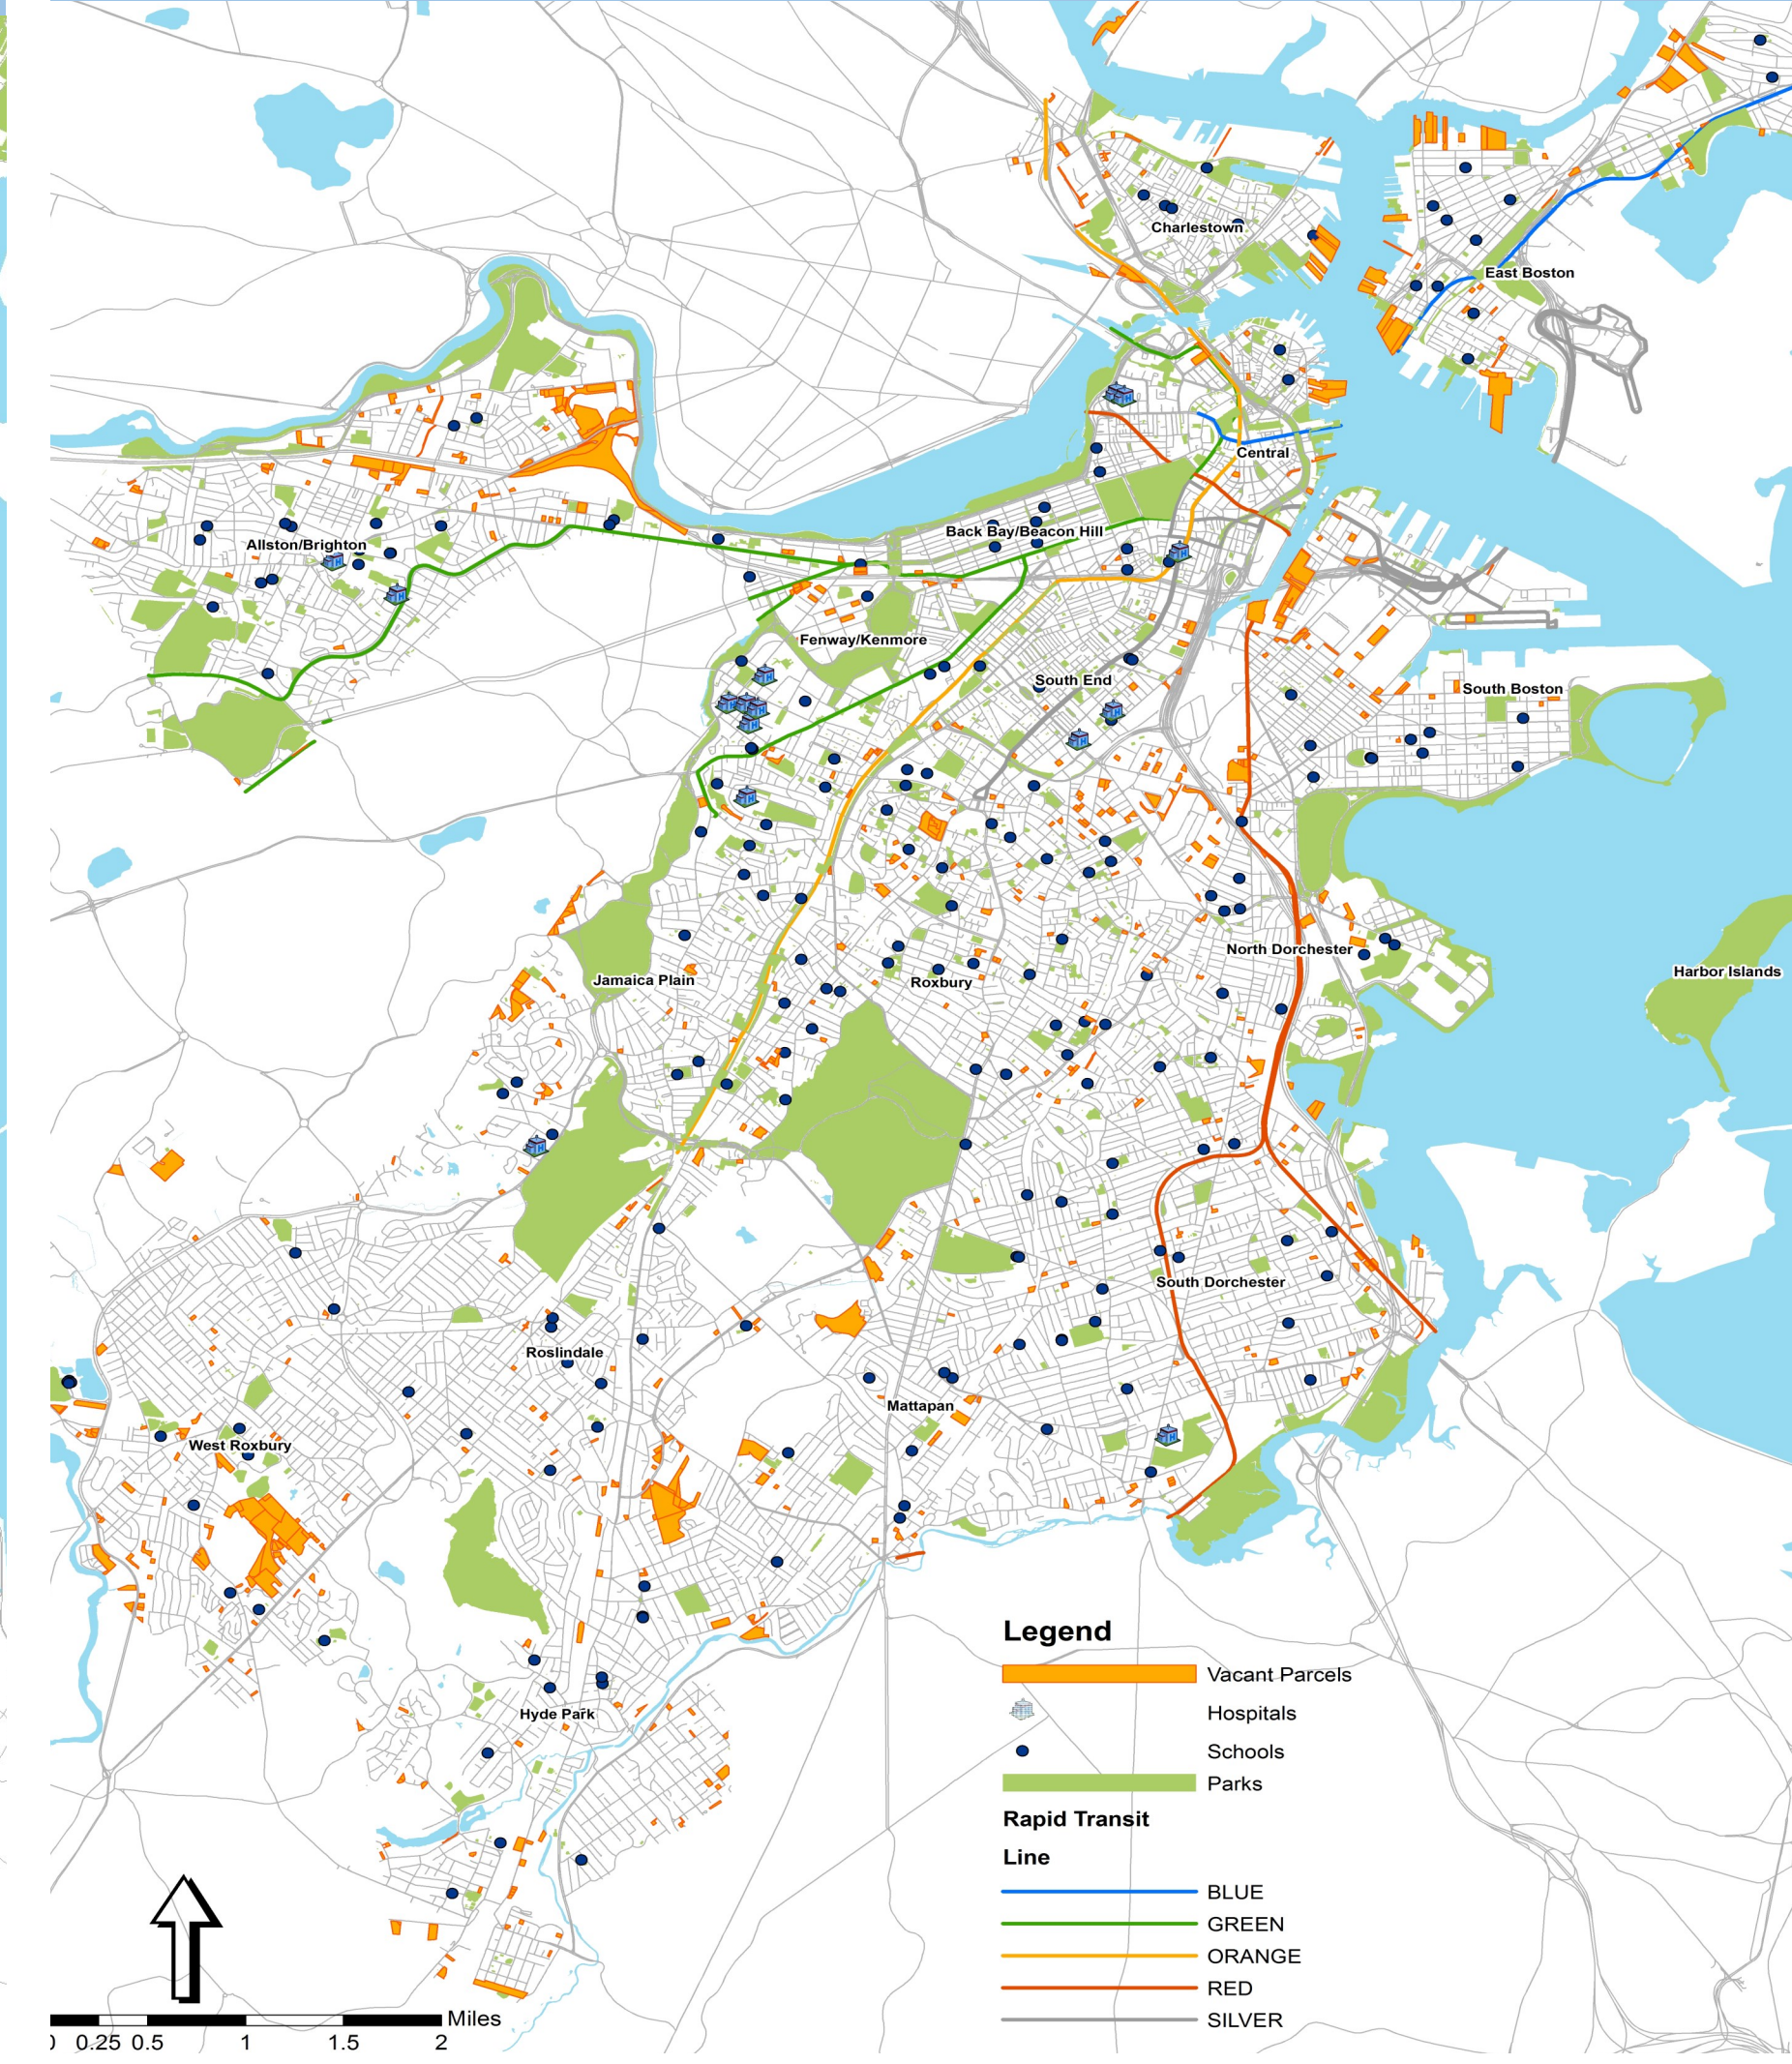 Charlestown
East Boston
Central
Back Bay/Beacon Hill
Allston/Brighton
Fenway/Kenmore
South End
South Boston
North Dorchester
Harbor Islands
Jamaica Plain
Roxbury
South Dorchester
Roslindale
Mattapan
West Roxbury
Hyde Park
Legend
Vacant Parcels
Hospitals
Schools
Parks
Rapid Transit
Line
BLUE
GREEN
ORANGE
RED
SILVER
Miles
0 0.25 0.5 1 1.5 2